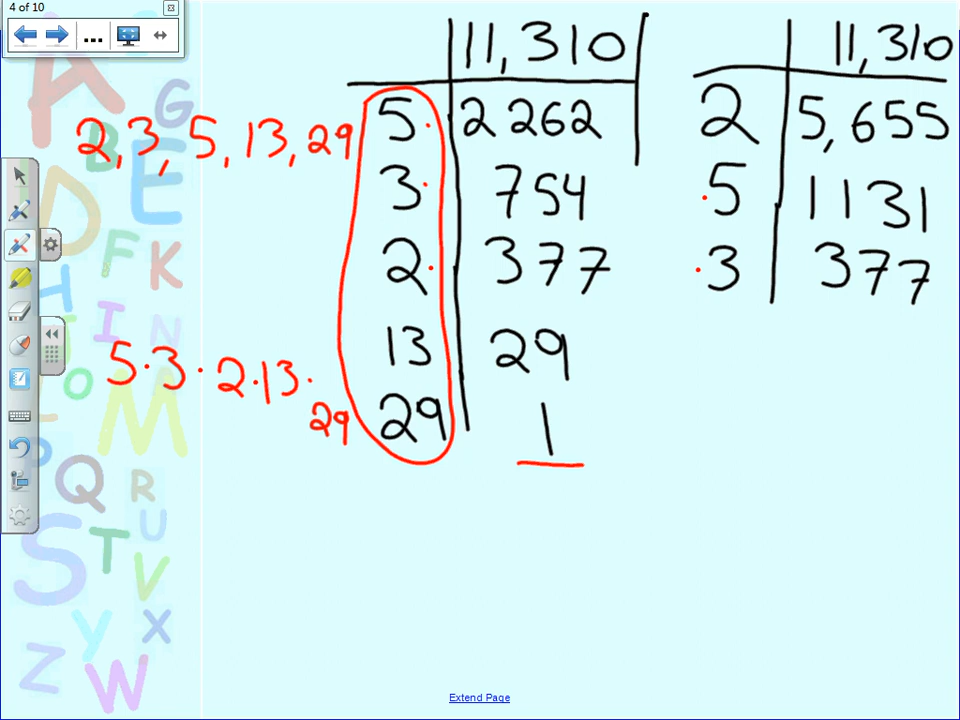 4 of 10
...
11,310
5. 2262
3. 754
2. 377
13 29
29 1
11,310
2 5,655
.5 1131
.3 377
2, 3, 5, 13, 29
5.3.2.13.
29
A
G
B
D
E
F
K
H
I
N
O
M
L
P
Q
R
S
T
U
V
X
Y
Z
W
Extend Page